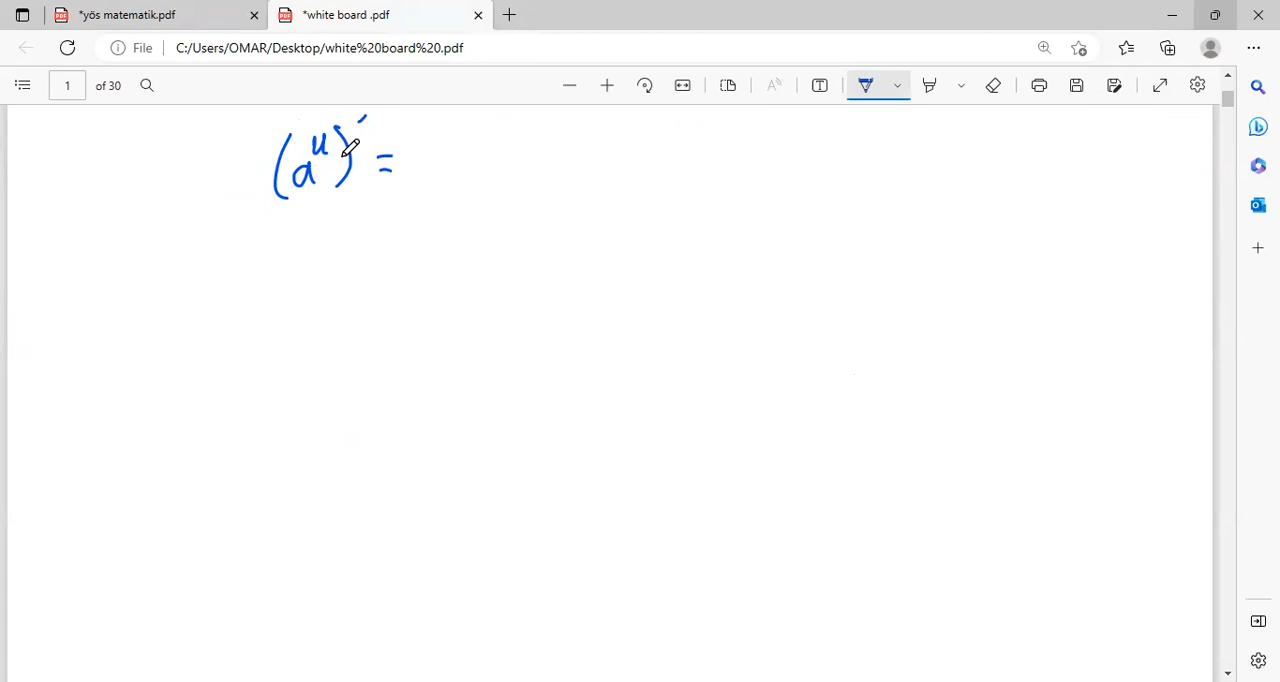 *yös matematik.pdf
*white board .pdf
File
C:/Users/OMAR/Desktop/white%20board%20.pdf
1 of 30
(a^u)' =